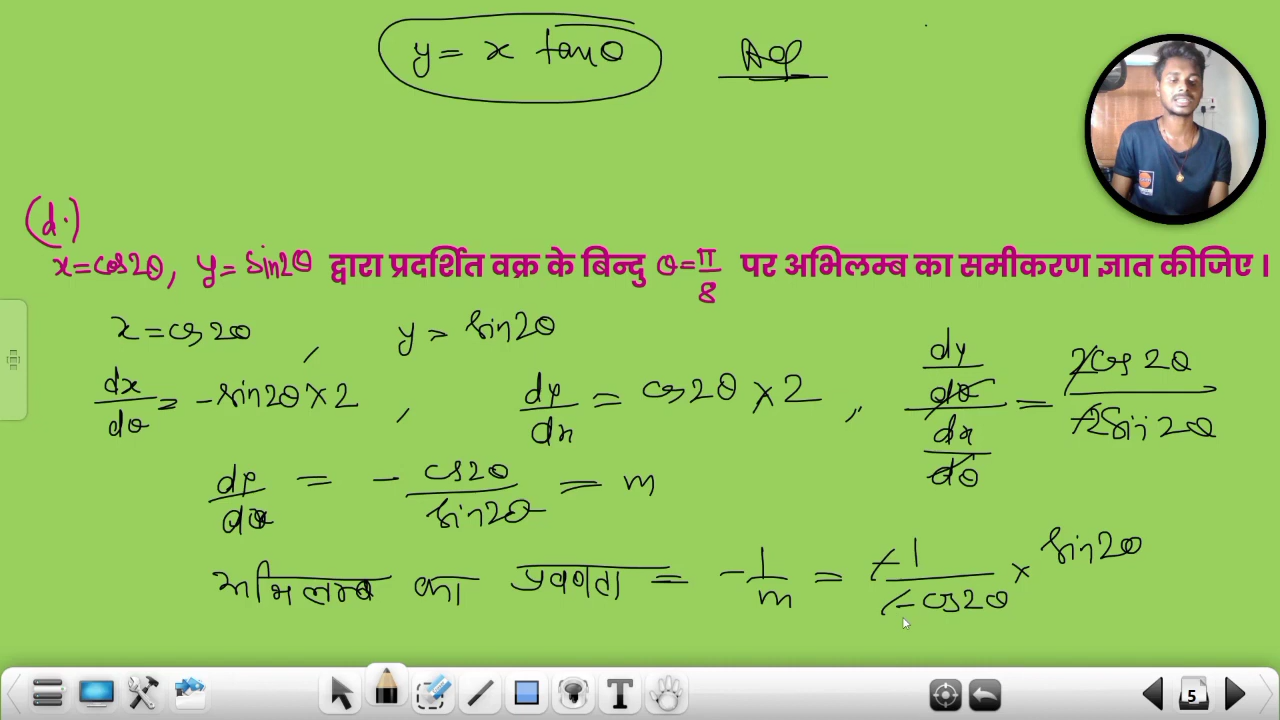 y = x tanθ Ans
(d.)
x=cos2θ, y= sin2θ द्वारा प्रदर्शित वक्र के बिन्दु θ=π/8 पर अभिलम्ब का समीकरण ज्ञात कीजिए ।
x=cos2θ , y= sin2θ
dx/dθ = -sin2θ×2 , dy/dx = cos2θ×2 , (dy/dθ)/(dx/dθ) = 2cos2θ/-2sin2θ
dy/dx = - cos2θ/sin2θ = m
अभिलम्ब का प्रवणता = -1/m = -1/-cos2θ × sin2θ
T
5